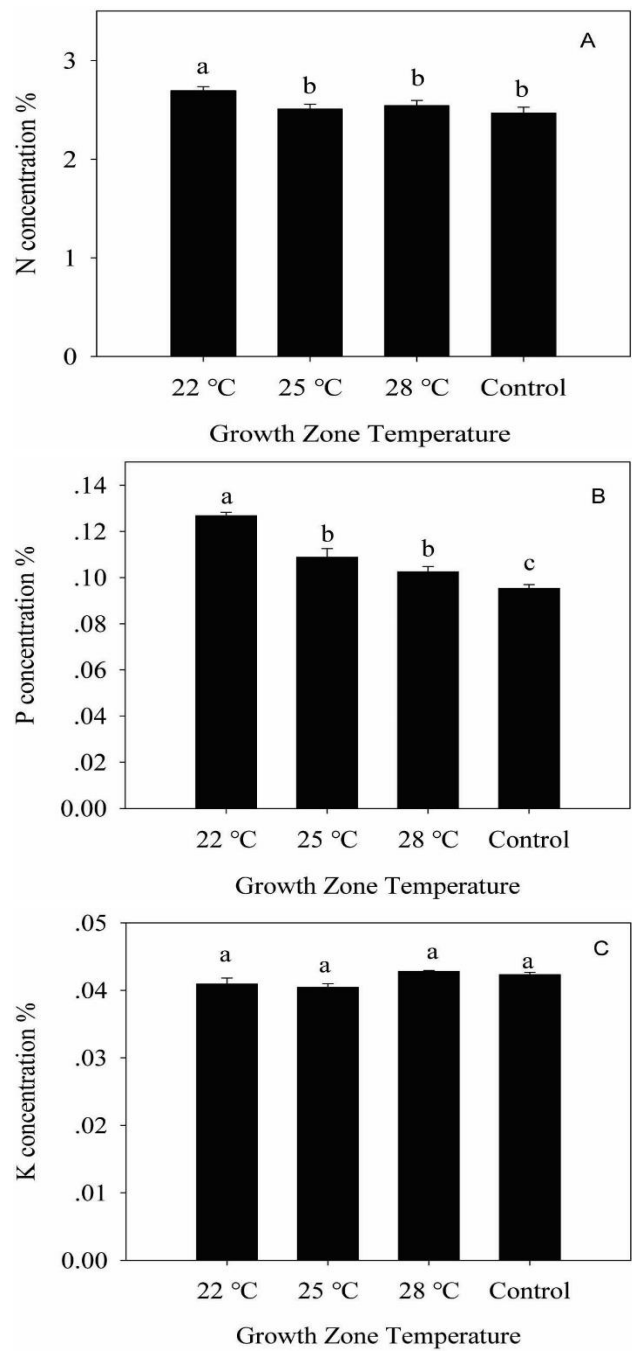 A
N concentration %
3
2
1
0
a
b
b
b
22 °C 25 °C 28 °C Control
Growth Zone Temperature
B
P concentration %
.14
.12
.10
.08
.06
.04
.02
0.00
a
b
b
c
22 °C 25 °C 28 °C Control
Growth Zone Temperature
C
K concentration %
.05
.04
.03
.02
.01
0.00
a
a
a
a
22 °C 25 °C 28 °C Control
Growth Zone Temperature